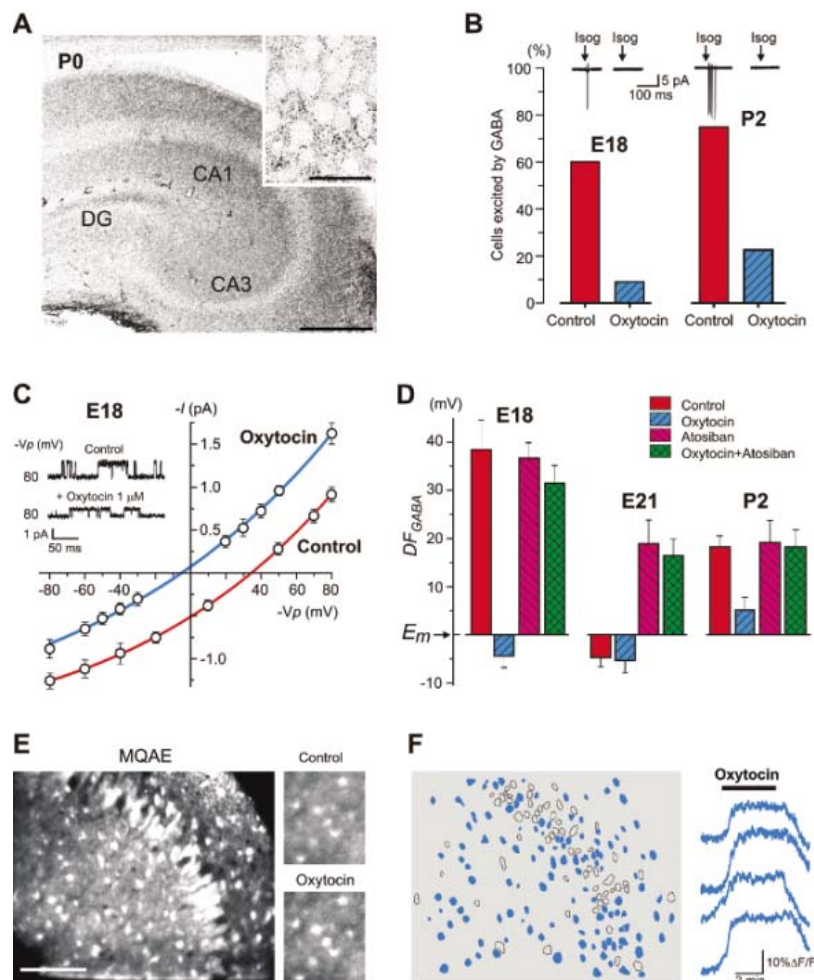 A
P0
CA1
DG
CA3
B
(%)
Isog Isog Isog Isog
100
80
60
40
20
0
Cells excited by GABA
5 pA
100 ms
E18
P2
Control Oxytocin Control Oxytocin
C
E18
-I (pA)
1.5
1.0
0.5
-1.0
-Vp (mV)
Control
80
+ Oxytocin 1 µM
80
1 pA
50 ms
Oxytocin
Control
-80 -40 0 40 80
-Vp (mV)
D
(mV)
40
30
20
10
-10
DFGABA
Em
E18
E21
P2
Control
Oxytocin
Atosiban
Oxytocin+Atosiban
E
MQAE
Control
Oxytocin
F
Oxytocin
10%ΔF/F